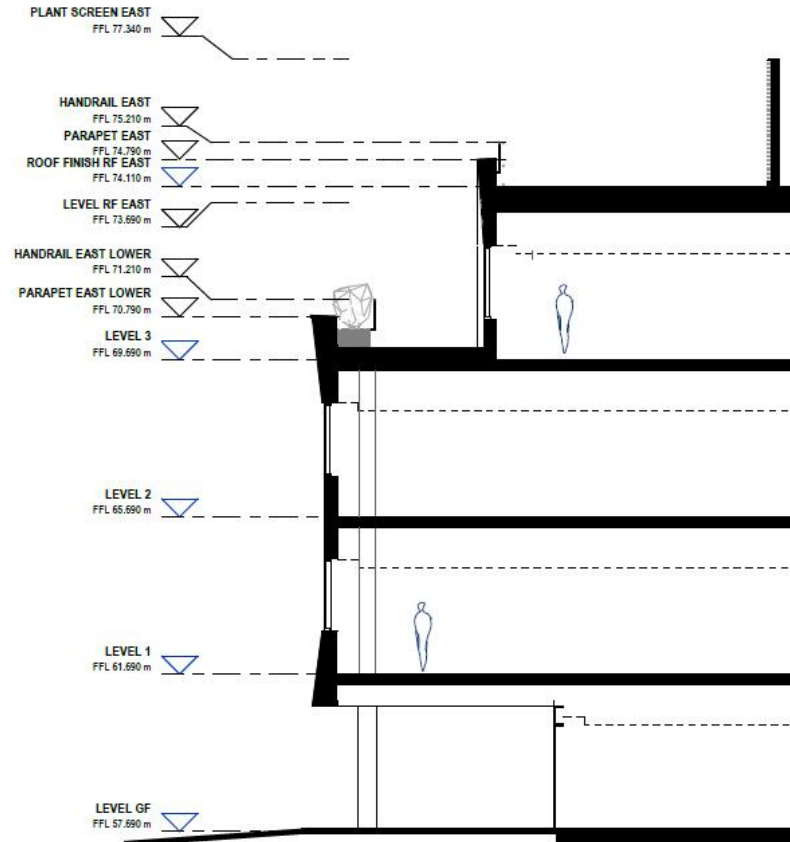 PLANT SCREEN EAST
FFL 77.340 m
HANDRAIL EAST
FFL 75.210 m
PARAPET EAST
FFL 74.790 m
ROOF FINISH RF EAST
FFL 74.110 m
LEVEL RF EAST
FFL 73.690 m
HANDRAIL EAST LOWER
FFL 71.210 m
PARAPET EAST LOWER
FFL 70.790 m
LEVEL 3
FFL 69.690 m
LEVEL 2
FFL 65.690 m
LEVEL 1
FFL 61.690 m
LEVEL GF
FFL 57.690 m